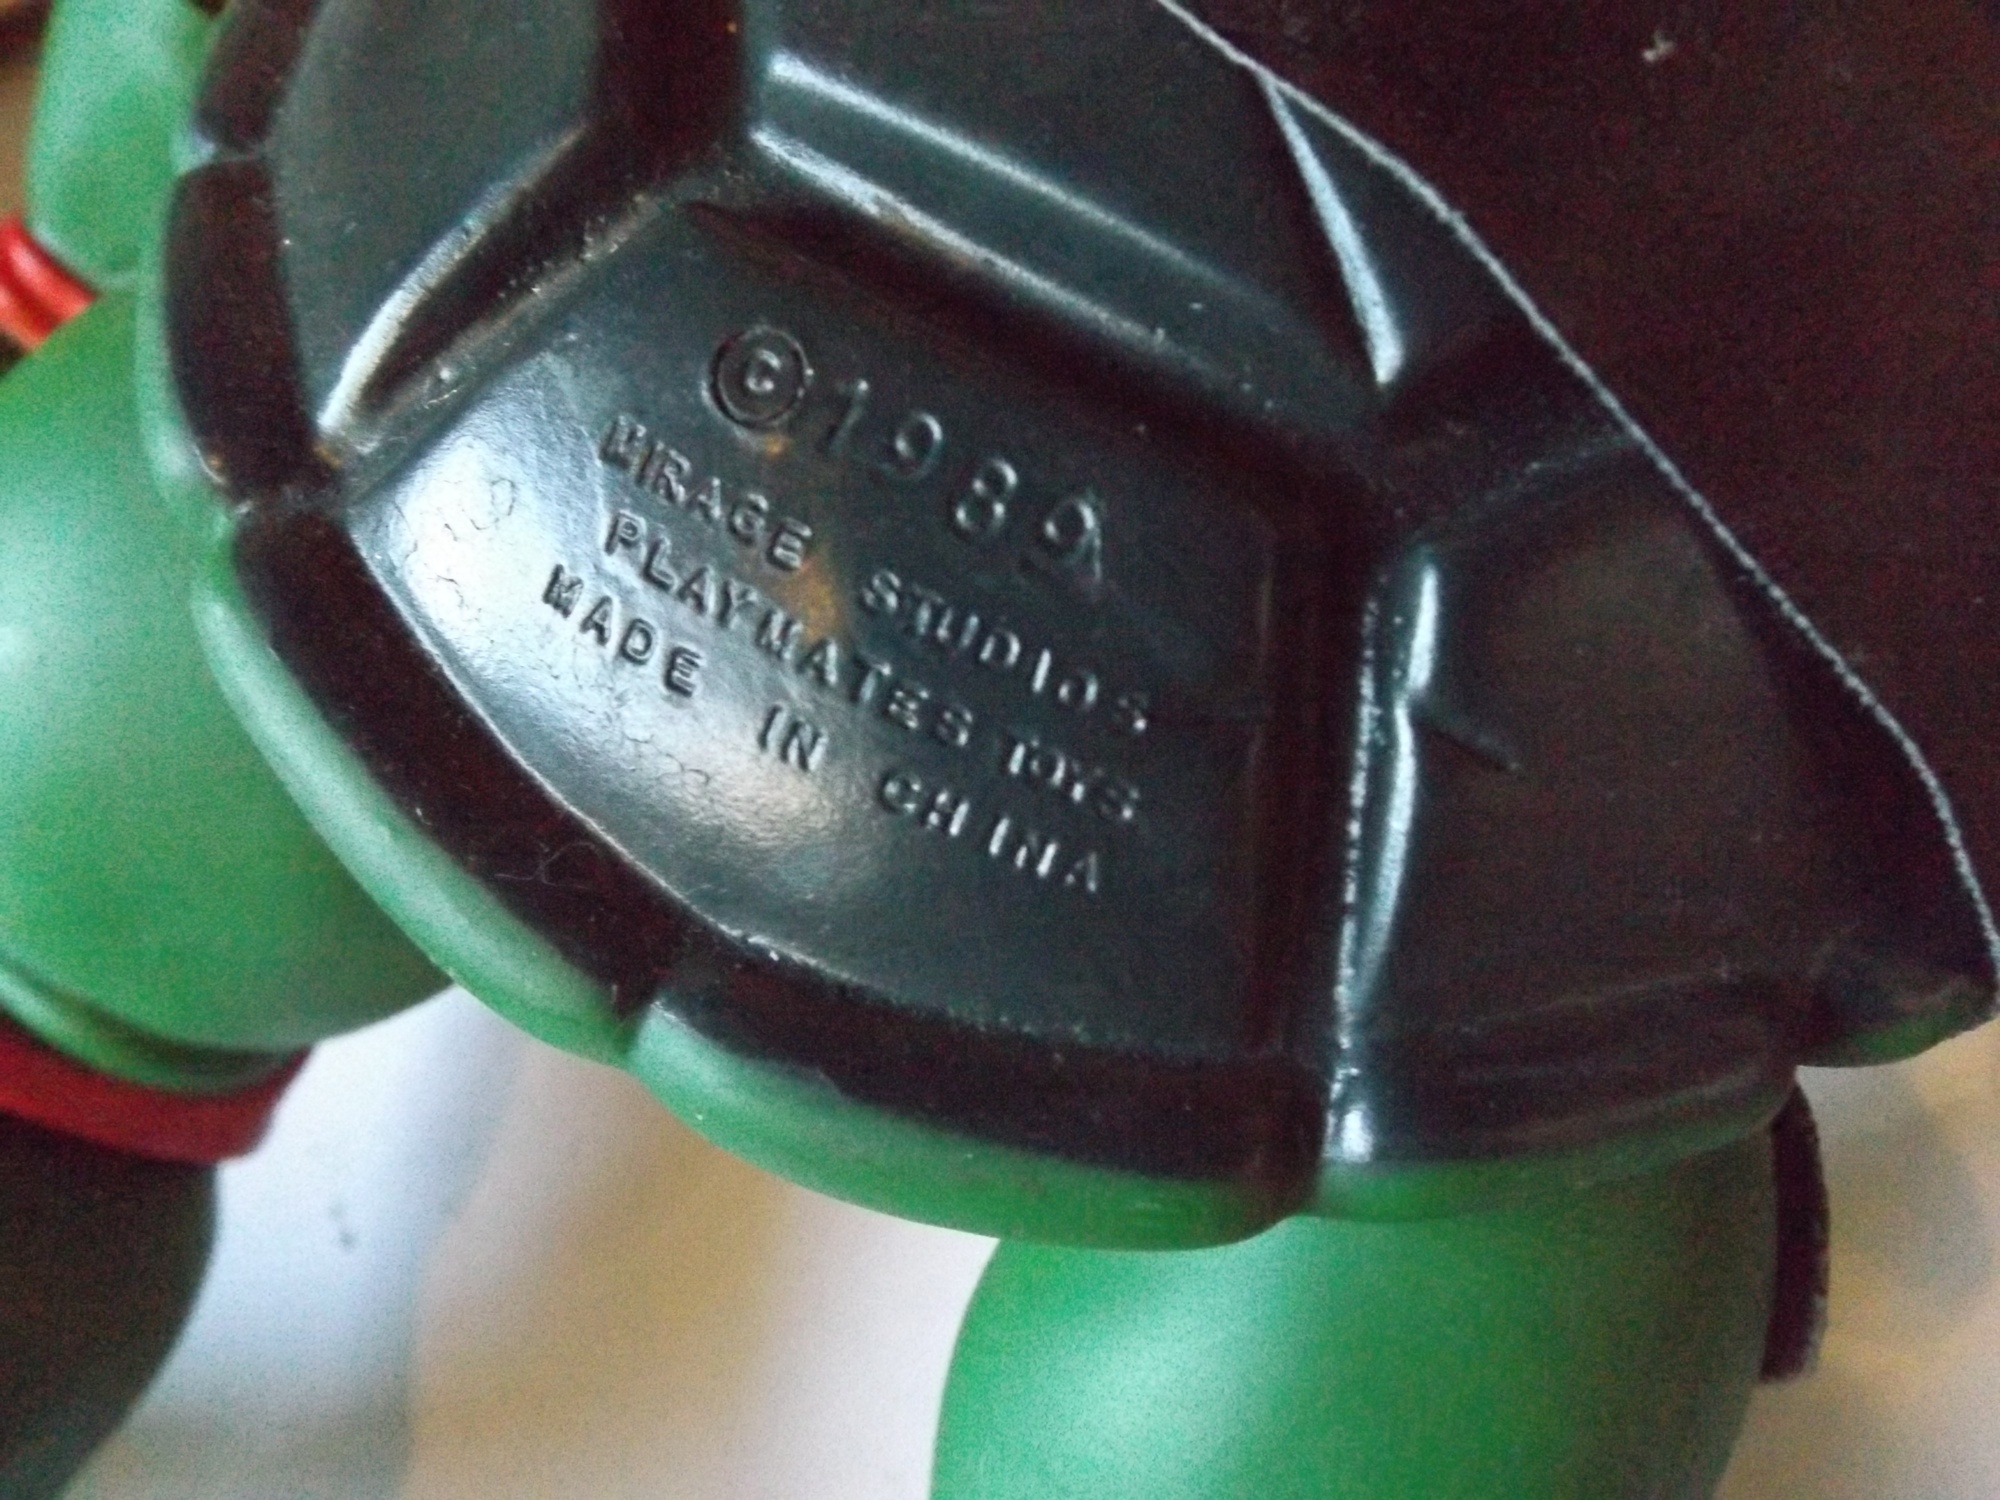 ©1989
MIRAGE STUDIOS
PLAYMATES TOYS
MADE IN CHINA